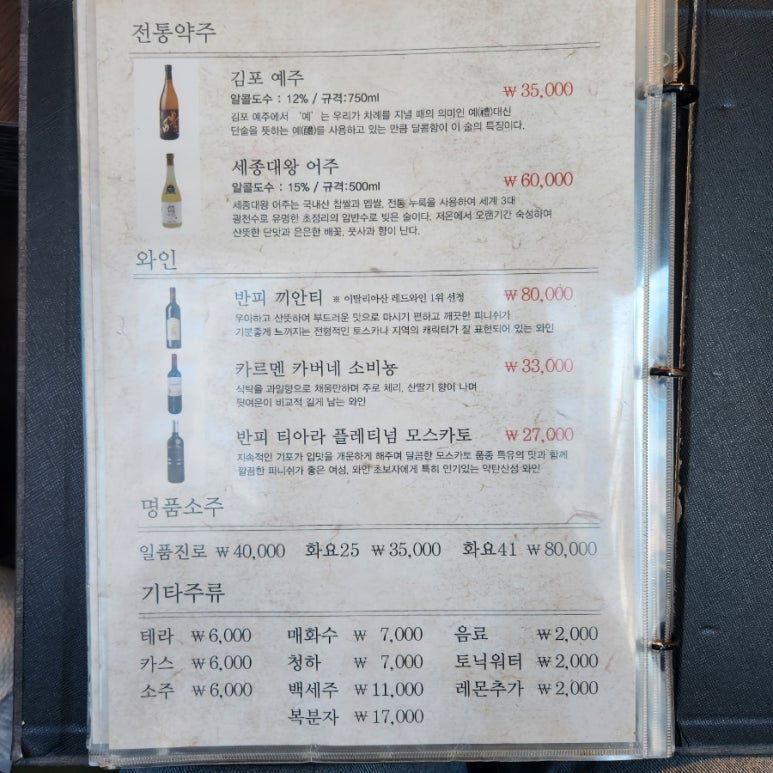 전통약주
김포 예주 ₩35,000
알콜도수 : 12% / 규격:750ml
김포 예주에서 '예'는 우리가 차례를 지낼 때의 의미인 예(禮)대신
단술을 뜻하는 예(醴)를 사용하고 있는 만큼 달콤함이 이 술의 특징이다.
세종대왕 어주 ₩60,000
알콜도수 : 15% / 규격:500ml
세종대왕 어주는 국내산 찹쌀과 멥쌀, 전통 누룩을 사용하여 세계 3대
광천수로 유명한 초정리의 암반수로 빚은 술이다. 저온에서 오랜기간 숙성하여
산뜻한 단맛과 은은한 배꽃, 풋사과 향이 난다.
와인
반피 끼안티 ※ 이탈리아산 레드와인 1위 선정 ₩80,000
우아하고 산뜻하여 부드러운 맛으로 마시기 편하고 깨끗한 피니쉬가
기분좋게 느껴지는 전형적인 토스카나 지역의 캐릭터가 잘 표현되어 있는 와인
카르멘 카버네 소비뇽 ₩33,000
식탁을 과일향으로 채울만하며 주로 체리, 산딸기 향이 나며
뒷여운이 비교적 길게 남는 와인
반피 티아라 플레티넘 모스카토 ₩27,000
지속적인 기포가 입맛을 개운하게 해주며 달콤한 모스카토 품종 특유의 맛과 함께
깔끔한 피니쉬가 좋은 여성, 와인 초보자에게 특히 인기있는 약탄산성 와인
명품소주
일품진로 ₩40,000 화요25 ₩35,000 화요41 ₩80,000
기타주류
테라 ₩6,000 매화수 ₩ 7,000 음료 ₩2,000
카스 ₩6,000 청하 ₩ 7,000 토닉워터 ₩2,000
소주 ₩6,000 백세주 ₩11,000 레몬추가 ₩2,000
복분자 ₩17,000